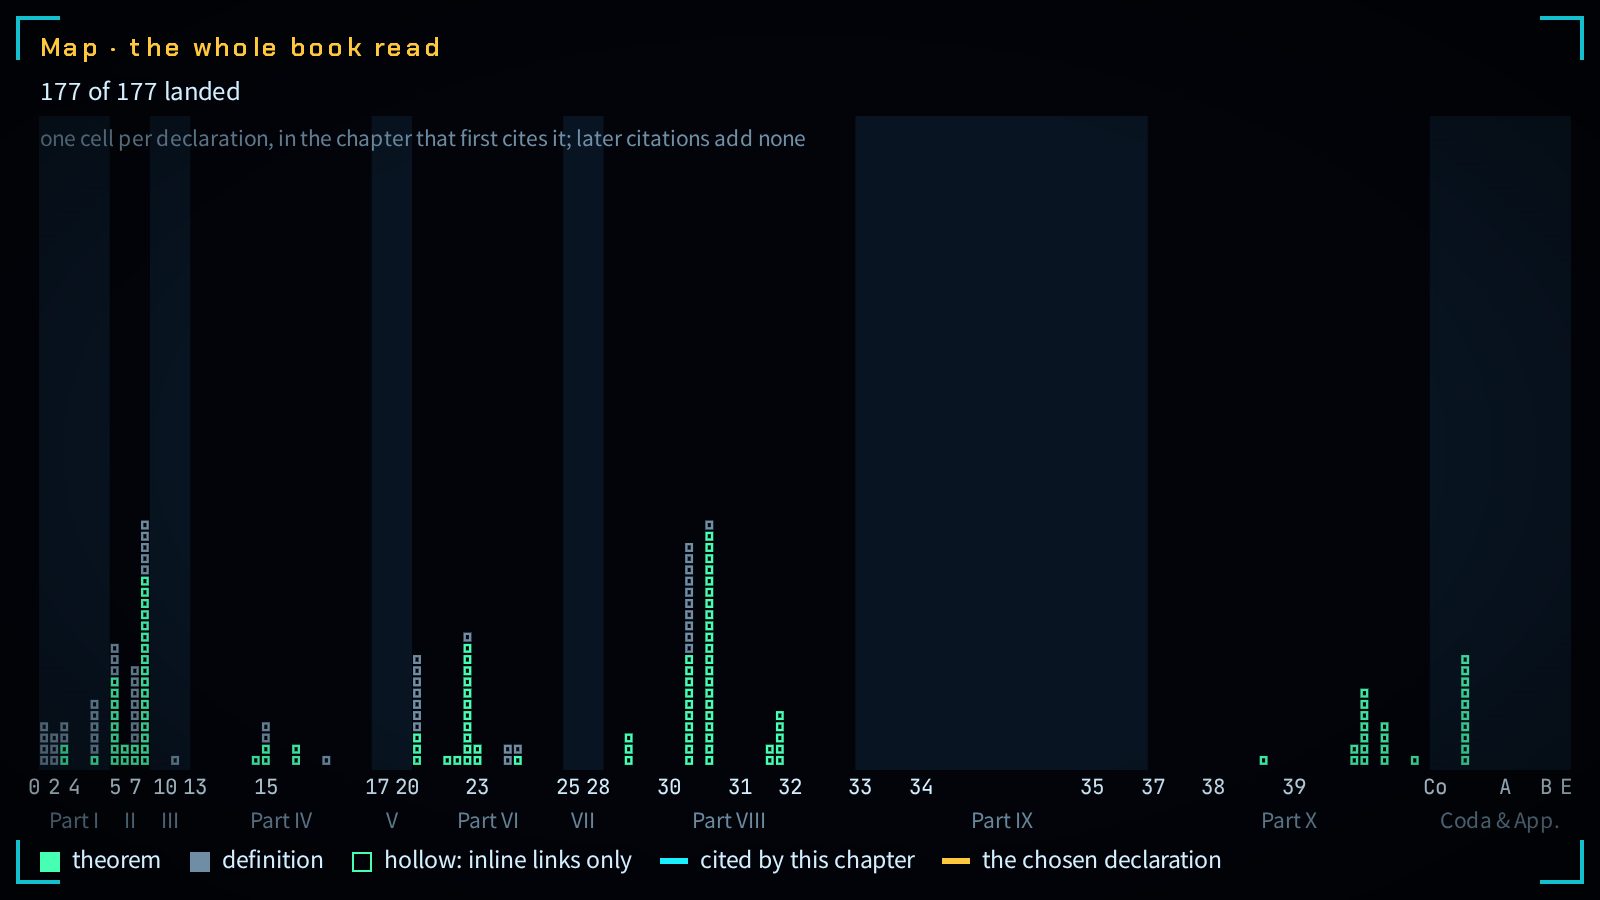 Map · the whole book read
177 of 177 landed
one cell per declaration, in the chapter that first cites it; later citations add none
0 2 4 5 7 10 13 15 17 20 23 25 28 30 31 32 33 34 35 37 38 39 Co A B E
Part I II III Part IV V Part VI VII Part VIII Part IX Part X Coda & App.
theorem definition hollow: inline links only cited by this chapter the chosen declaration